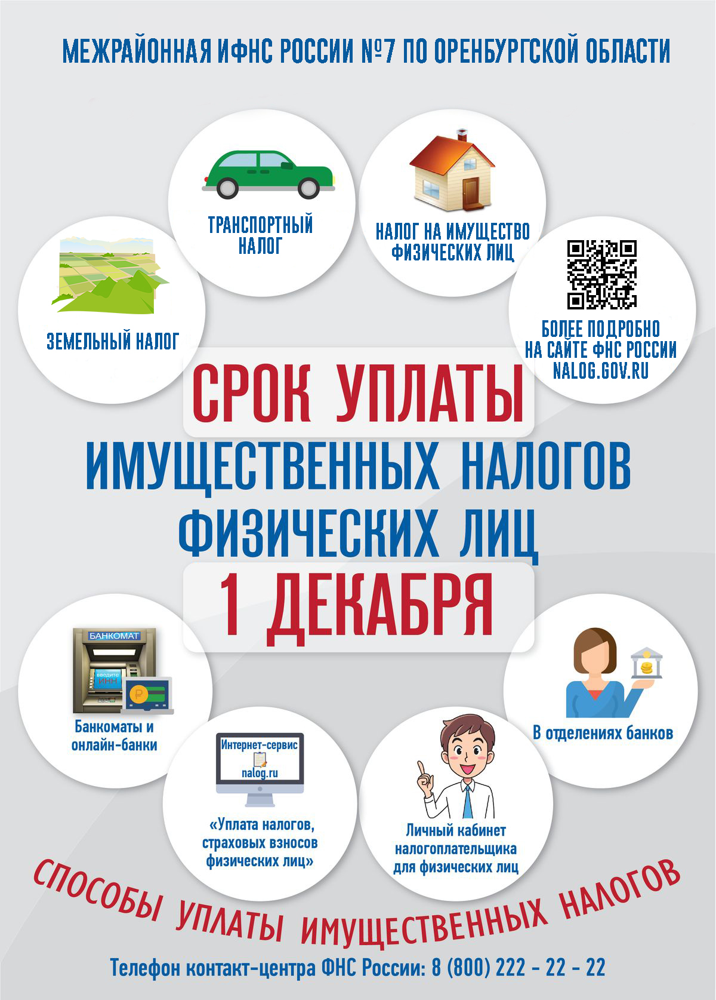 МЕЖРАЙОННАЯ ИФНС РОССИИ №7 ПО ОРЕНБУРГСКОЙ ОБЛАСТИ
ТРАНСПОРТНЫЙ
НАЛОГ
НАЛОГ НА ИМУЩЕСТВО
ФИЗИЧЕСКИХ ЛИЦ
ЗЕМЕЛЬНЫЙ НАЛОГ
БОЛЕЕ ПОДРОБНО
НА САЙТЕ ФНС РОССИИ
NALOG.GOV.RU
СРОК УПЛАТЫ
ИМУЩЕСТВЕННЫХ НАЛОГОВ
ФИЗИЧЕСКИХ ЛИЦ
1 ДЕКАБРЯ
БАНКОМАТ
введите
ИНН
Банкоматы и
онлайн-банки
Интернет-сервис
nalog.ru
«Уплата налогов,
страховых взносов
физических лиц»
Личный кабинет
налогоплательщика
для физических лиц
В отделениях банков
СПОСОБЫ УПЛАТЫ ИМУЩЕСТВЕННЫХ НАЛОГОВ
Телефон контакт-центра ФНС России: 8 (800) 222 - 22 - 22